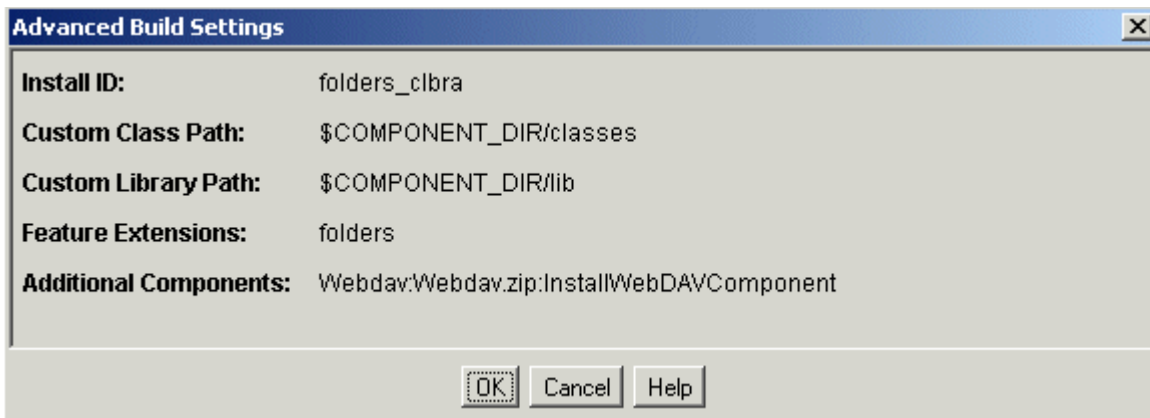 Advanced Build Settings
Install ID: folders_clbra
Custom Class Path: $COMPONENT_DIR/classes
Custom Library Path: $COMPONENT_DIR/lib
Feature Extensions: folders
Additional Components: Webdav:Webdav.zip:InstallWebDAVComponent
OK Cancel Help